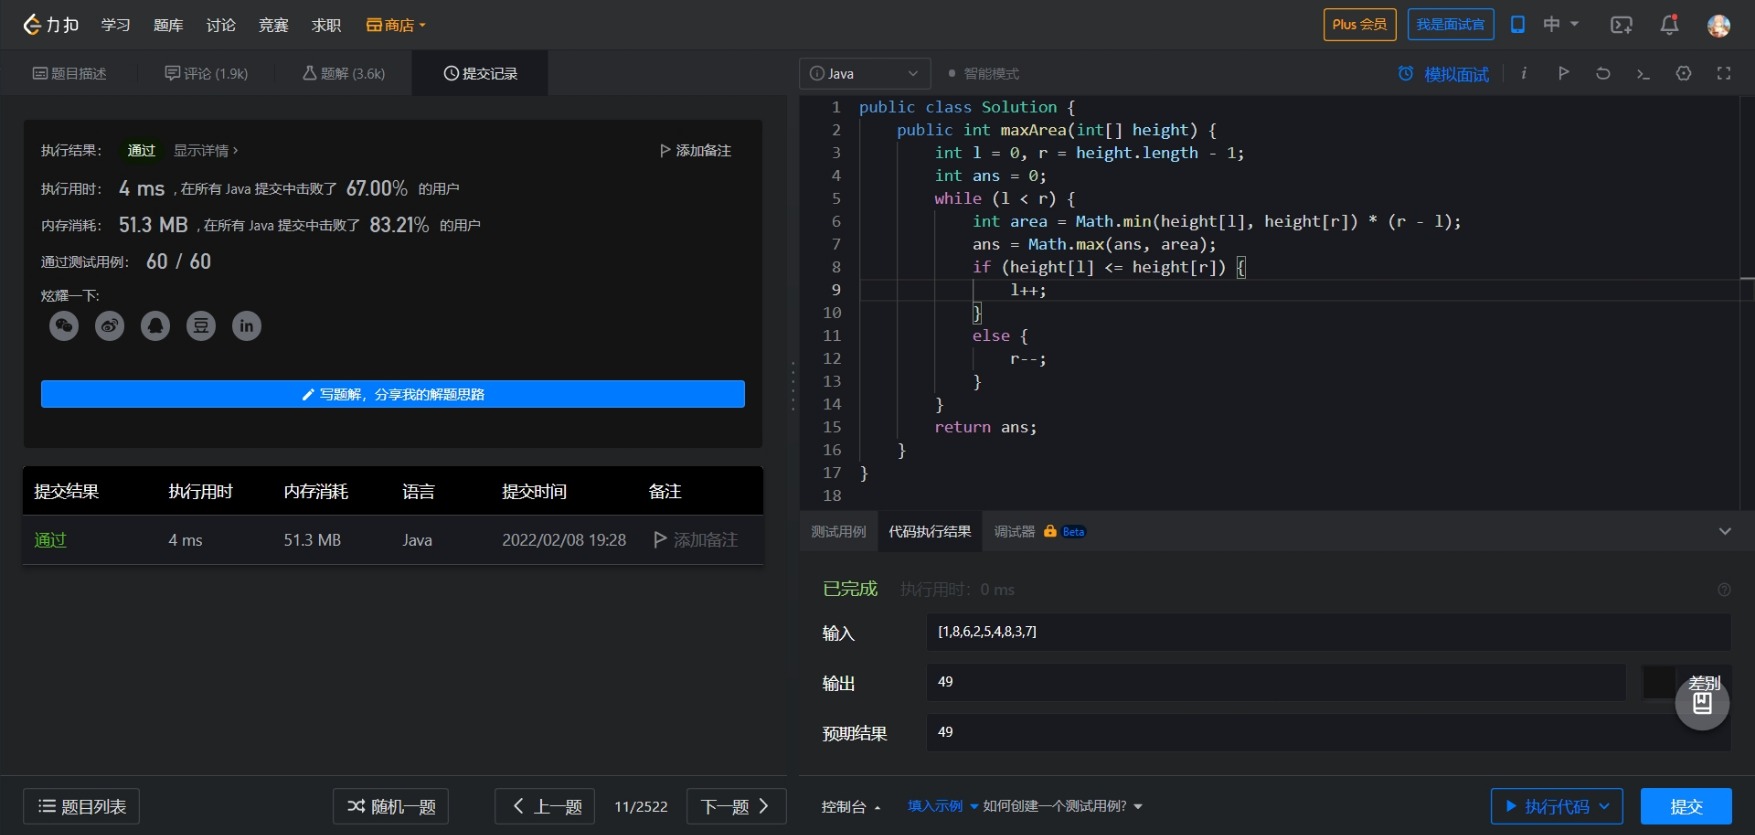 力扣 学习 题库 讨论 竞赛 求职 商店 Plus 会员 我是面试官 中
题目描述 评论 (1.9k) 题解 (3.6k) 提交记录
执行结果： 通过 显示详情 › 添加备注
执行用时： 4 ms , 在所有 Java 提交中击败了 67.00% 的用户
内存消耗： 51.3 MB , 在所有 Java 提交中击败了 83.21% 的用户
通过测试用例： 60 / 60
炫耀一下:
豆 in
写题解，分享我的解题思路
提交结果 执行用时 内存消耗 语言 提交时间 备注
通过 4 ms 51.3 MB Java 2022/02/08 19:28 添加备注
题目列表 随机一题 上一题 11/2522 下一题
Java 智能模式 模拟面试 i
1 public class Solution {
2 public int maxArea(int[] height) {
3 int l = 0, r = height.length - 1;
4 int ans = 0;
5 while (l < r) {
6 int area = Math.min(height[l], height[r]) * (r - l);
7 ans = Math.max(ans, area);
8 if (height[l] <= height[r]) {
9 l++;
10 }
11 else {
12 r--;
13 }
14 }
15 return ans;
16 }
17 }
18
测试用例 代码执行结果 调试器 Beta
已完成 执行用时：0 ms
输入 [1,8,6,2,5,4,8,3,7]
输出 49 差别
预期结果 49
控制台 填入示例 如何创建一个测试用例? 执行代码 提交